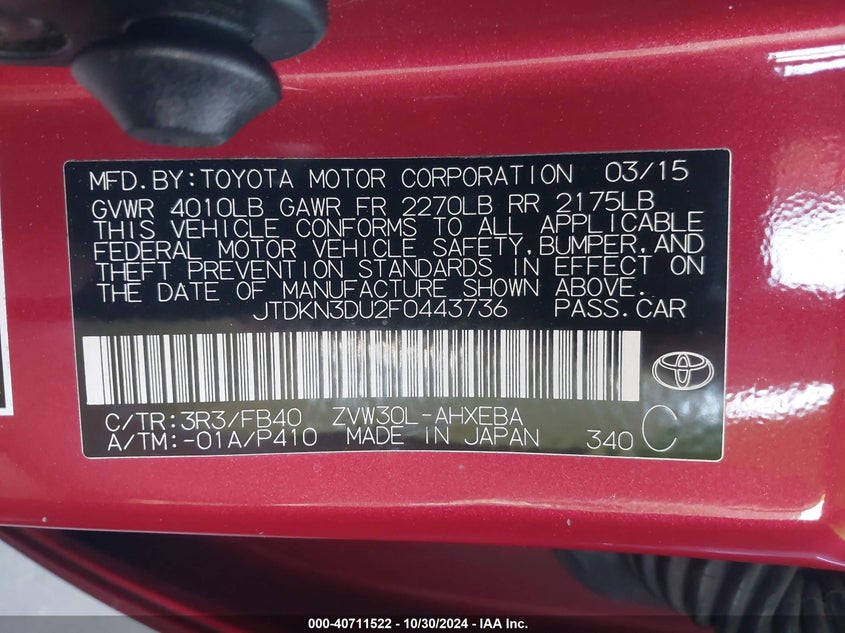 MFD.BY:TOYOTA MOTOR CORPORATION 03/15
GVWR 4010LB GAWR FR 2270LB RR 2175LB
THIS VEHICLE CONFORMS TO ALL APPLICABLE
FEDERAL MOTOR VEHICLE SAFETY,BUMPER,AND
THEFT PREVENTION STANDARDS IN EFFECT ON
THE DATE OF MANUFACTURE SHOWN ABOVE.
JTDKN3DU2F0443736 PASS.CAR
C/TR:3R3/FB40 ZVW30L-AHXEBA
A/TM:-01A/P410 MADE IN JAPAN 340 C
000-40711522 - 10/30/2024 - IAA Inc.